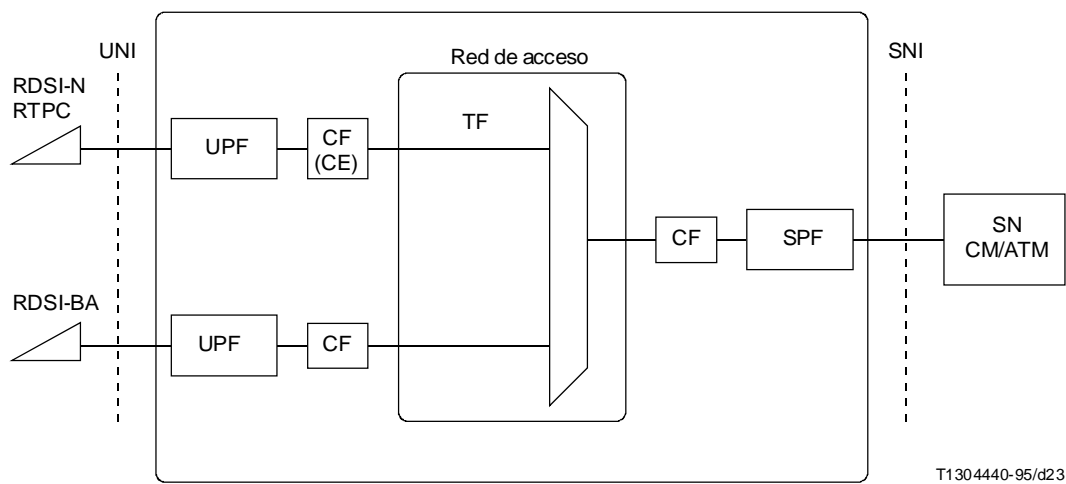 UNI
Red de acceso
SNI
RDSI-N
RTPC
UPF
CF
(CE)
TF
CF
SPF
SN
CM/ATM
RDSI-BA
UPF
CF
T1304440-95/d23